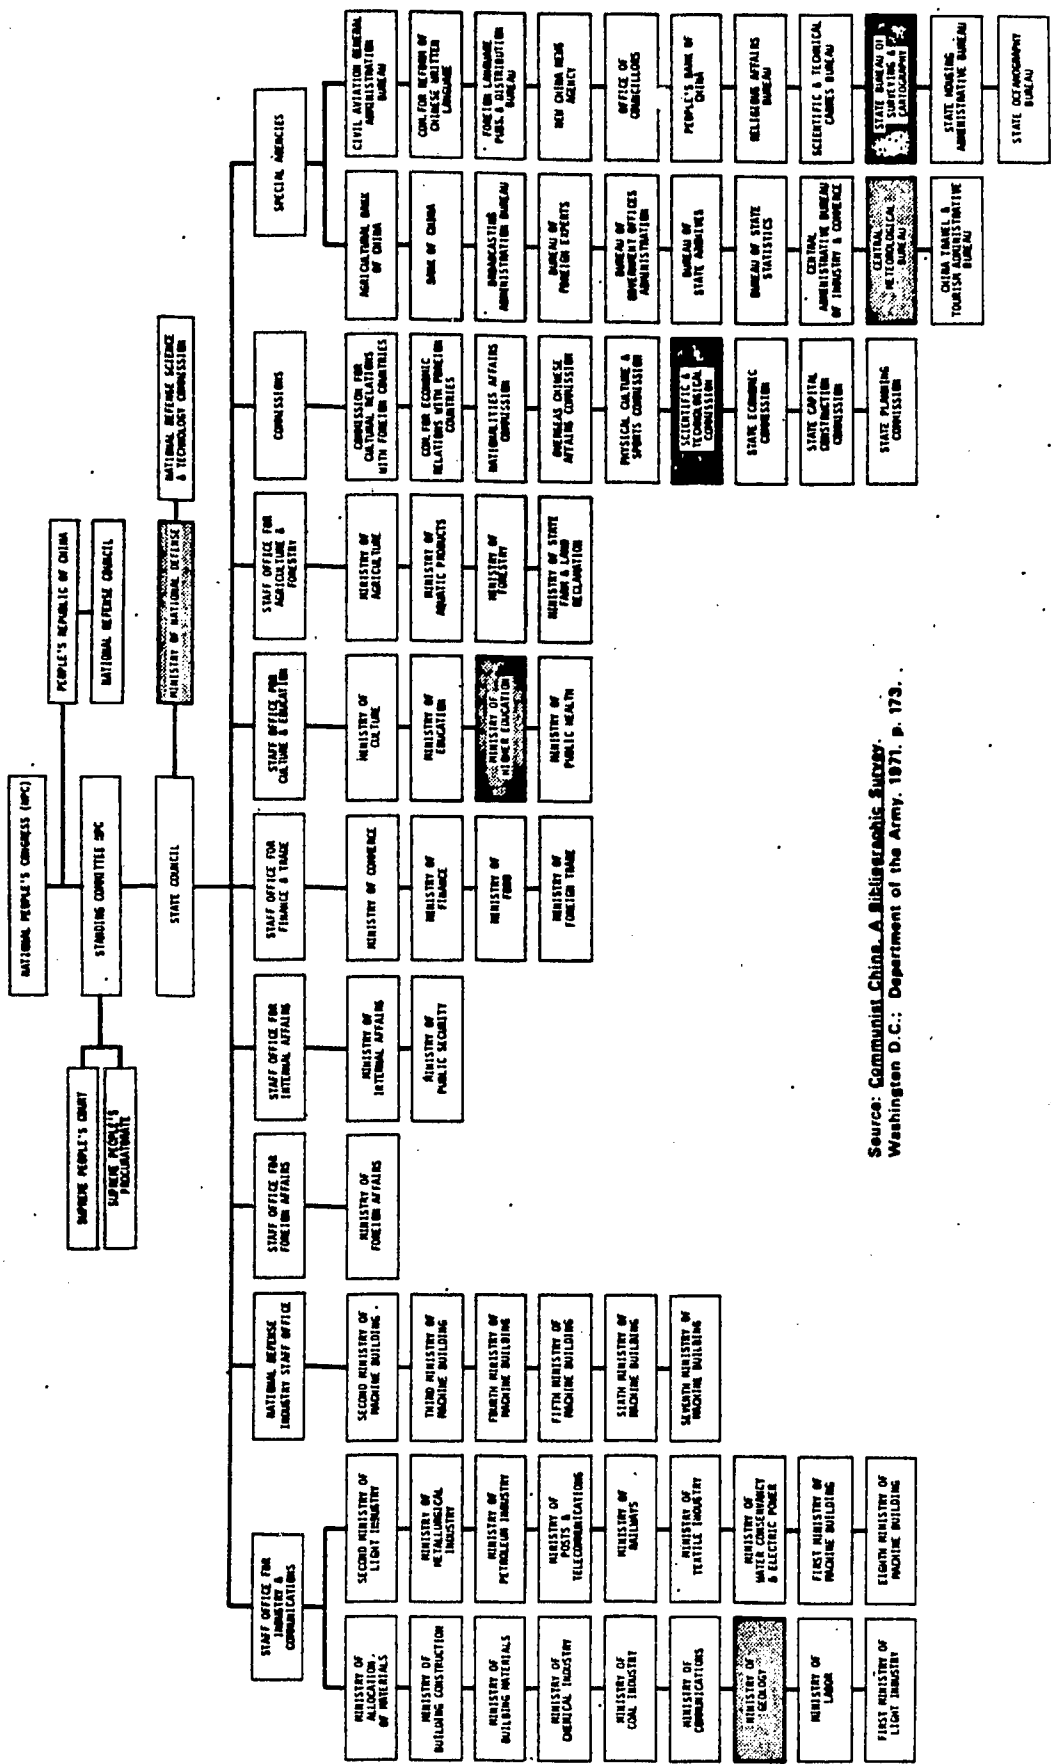 NATIONAL PEOPLE'S CONGRESS (NPC)
PEOPLE'S REPUBLIC OF CHINA
NATIONAL DEFENSE COUNCIL
SUPREME PEOPLE'S COURT
SUPREME PEOPLE'S
PROCURATORATE
STANDING COMMITTEE NPC
STATE COUNCIL
MINISTRY OF NATIONAL DEFENSE
NATIONAL DEFENSE SCIENCE
& TECHNOLOGY COMMISSION
STAFF OFFICE FOR
INDUSTRY &
COMMUNICATIONS
MINISTRY OF
ALLOCATION,
OF MATERIALS
MINISTRY OF
BUILDING CONSTRUCTION
MINISTRY OF
BUILDING MATERIALS
MINISTRY OF
CHEMICAL INDUSTRY
MINISTRY OF
COAL INDUSTRY
MINISTRY OF
COMMUNICATIONS
MINISTRY OF
GEOLOGY
MINISTRY OF
LABOR
FIRST MINISTRY OF
LIGHT INDUSTRY
SECOND MINISTRY OF
LIGHT INDUSTRY
MINISTRY OF
METALLURGICAL
INDUSTRY
MINISTRY OF
PETROLEUM INDUSTRY
MINISTRY OF
POSTS &
TELECOMMUNICATIONS
MINISTRY OF
RAILWAYS
MINISTRY OF
TEXTILE INDUSTRY
MINISTRY OF
WATER CONSERVANCY
& ELECTRIC POWER
FIRST MINISTRY OF
MACHINE BUILDING
EIGHTH MINISTRY OF
MACHINE BUILDING
NATIONAL DEFENSE
INDUSTRY STAFF OFFICE
SECOND MINISTRY OF
MACHINE BUILDING
THIRD MINISTRY OF
MACHINE BUILDING
FOURTH MINISTRY OF
MACHINE BUILDING
FIFTH MINISTRY OF
MACHINE BUILDING
SIXTH MINISTRY OF
MACHINE BUILDING
SEVENTH MINISTRY OF
MACHINE BUILDING
STAFF OFFICE FOR
FOREIGN AFFAIRS
MINISTRY OF
FOREIGN AFFAIRS
STAFF OFFICE FOR
INTERNAL AFFAIRS
MINISTRY OF
INTERNAL AFFAIRS
MINISTRY OF
PUBLIC SECURITY
STAFF OFFICE FOR
FINANCE & TRADE
MINISTRY OF COMMERCE
MINISTRY OF
FINANCE
MINISTRY OF
FOOD
MINISTRY OF
FOREIGN TRADE
STAFF OFFICE FOR
CULTURE & EDUCATION
MINISTRY OF
CULTURE
MINISTRY OF
EDUCATION
MINISTRY OF
HIGHER EDUCATION
MINISTRY OF
PUBLIC HEALTH
STAFF OFFICE FOR
AGRICULTURE &
FORESTRY
MINISTRY OF
AGRICULTURE
MINISTRY OF
AQUATIC PRODUCTS
MINISTRY OF
FORESTRY
MINISTRY OF STATE
FARM & LAND
RECLAMATION
COMMISSIONS
COMMISSION FOR
CULTURAL RELATIONS
WITH FOREIGN COUNTRIES
COM. FOR ECONOMIC
RELATIONS WITH FOREIGN
COUNTRIES
NATIONALITIES AFFAIRS
COMMISSION
OVERSEAS CHINESE
AFFAIRS COMMISSION
PHYSICAL CULTURE &
SPORTS COMMISSION
SCIENTIFIC &
TECHNOLOGICAL
COMMISSION
STATE ECONOMIC
COMMISSION
STATE CAPITAL
CONSTRUCTION
COMMISSION
STATE PLANNING
COMMISSION
SPECIAL AGENCIES
AGRICULTURAL BANK
OF CHINA
BANK OF CHINA
BROADCASTING
ADMINISTRATION BUREAU
BUREAU OF
FOREIGN EXPERTS
BUREAU OF
GOVERNMENT OFFICES
ADMINISTRATION
BUREAU OF
STATE ARCHIVES
BUREAU OF STATE
STATISTICS
CENTRAL
ADMINISTRATIVE BUREAU
OF INDUSTRY & COMMERCE
CENTRAL
METEOROLOGICAL
BUREAU
CHINA TRAVEL &
TOURISM ADMINISTRATIVE
BUREAU
CIVIL AVIATION GENERAL
ADMINISTRATION
BUREAU
COM. FOR REFORM OF
CHINESE WRITTEN
LANGUAGE
FOREIGN LANGUAGE
PUBS. & DISTRIBUTION
BUREAU
NEW CHINA NEWS
AGENCY
OFFICE OF
COUNCILLORS
PEOPLE'S BANK OF
CHINA
RELIGIOUS AFFAIRS
BUREAU
SCIENTIFIC & TECHNICAL
CADRES BUREAU
STATE BUREAU OF
SURVEYING &
CARTOGRAPHY
STATE HOUSING
ADMINISTRATIVE BUREAU
STATE OCEANOGRAPHY
BUREAU
Source: Communist China. A Bibliographic Survey.
Washington D.C.: Department of the Army. 1971. p. 173.